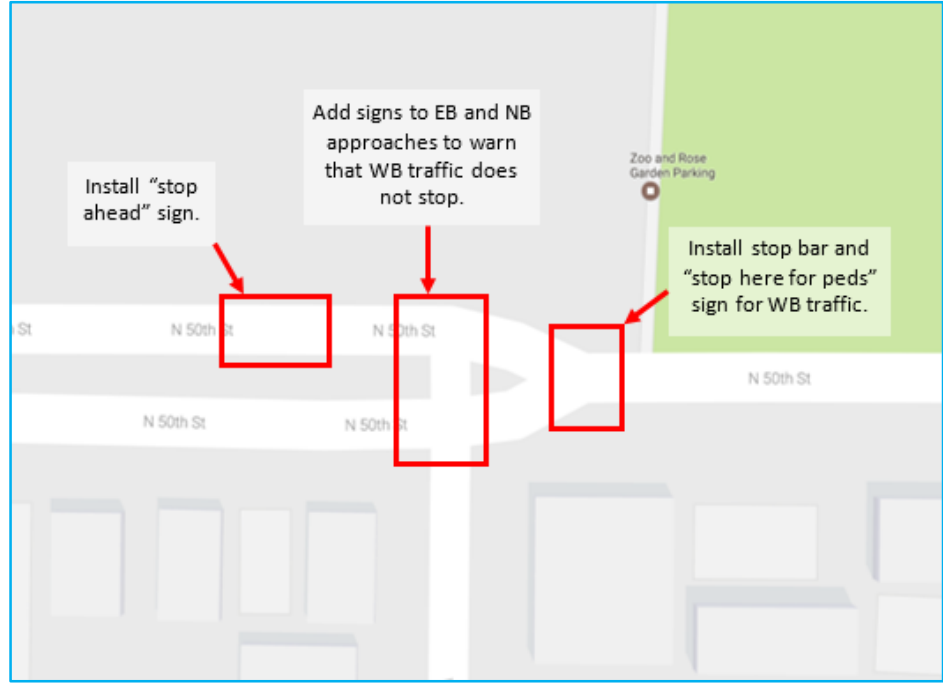 Add signs to EB and NB
approaches to warn
that WB traffic does
not stop.
Install “stop
ahead” sign.
Zoo and Rose
Garden Parking
Install stop bar and
“stop here for peds”
sign for WB traffic.
St
N 50th St
N 50th St
N 50th St
N 50th St
N 50th St